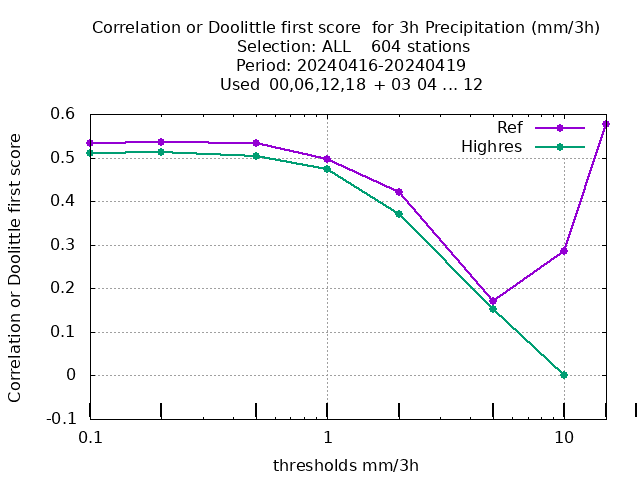 Correlation or Doolittle first score  for 3h Precipitation (mm/3h)
Selection: ALL    604 stations
Period: 20240416-20240419
Used  00,06,12,18  + 03 04 ... 12
Correlation or Doolittle first score
0.6
0.5
0.4
0.3
0.2
0.1
0
-0.1
Ref
Highres
0.1
1
10
thresholds mm/3h